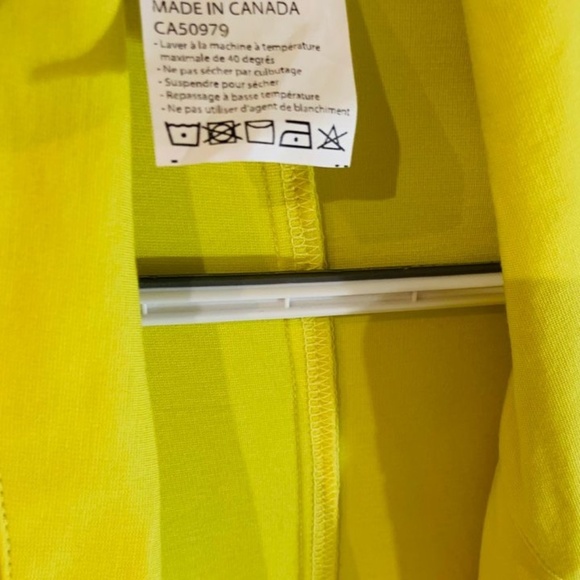 MADE IN CANADA
CA50979
- Laver à la machine à température
maximale de 40 degrés
- Ne pas sécher par culbutage
- Suspendre pour sécher
- Repassage à basse température
- Ne pas utiliser d'agent de blanchiment